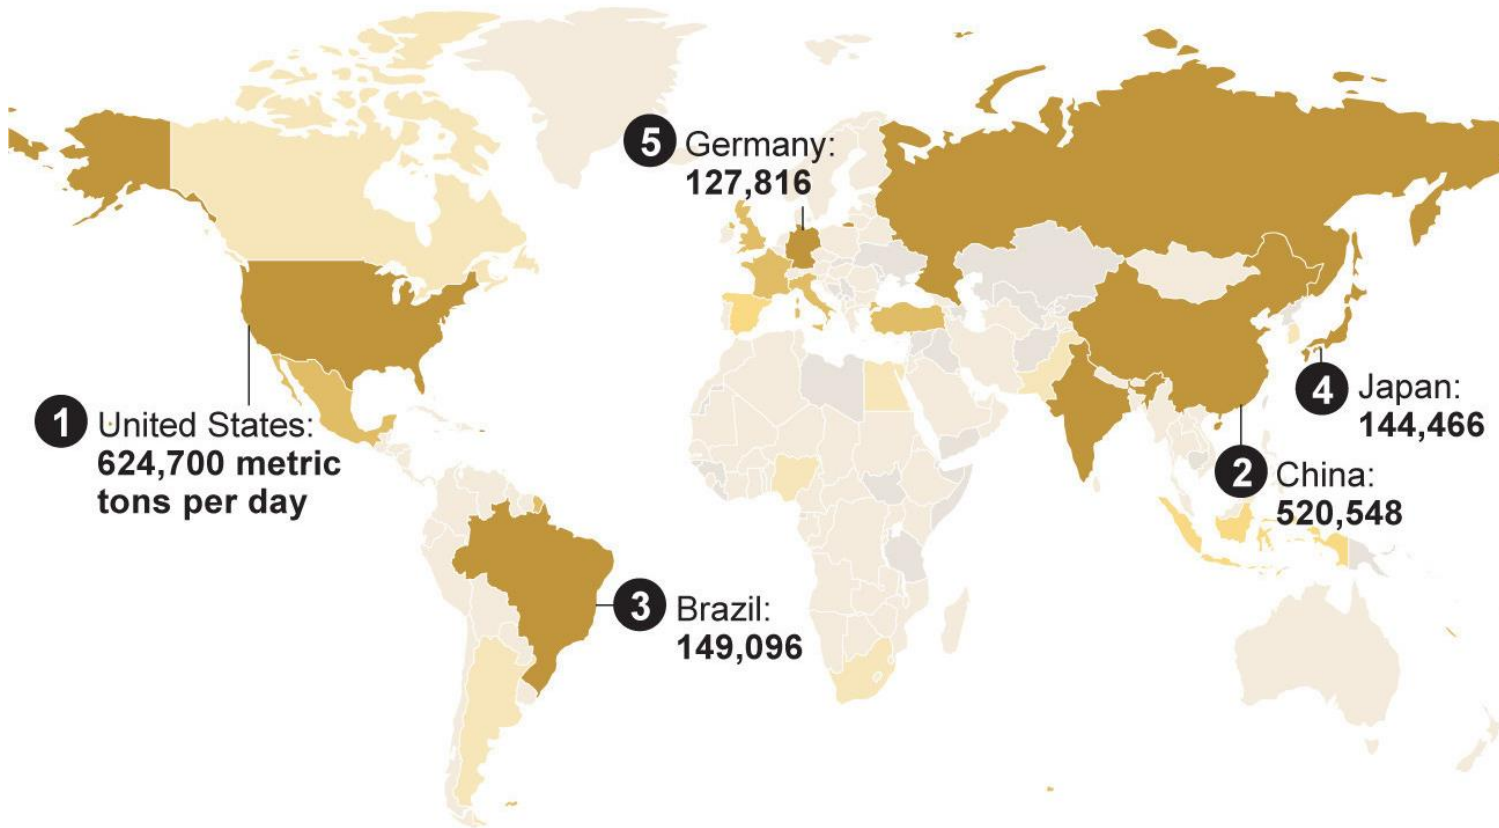 5 Germany:
127,816
1 United States:
624,700 metric
tons per day
4 Japan:
144,466
2 China:
520,548
3 Brazil:
149,096